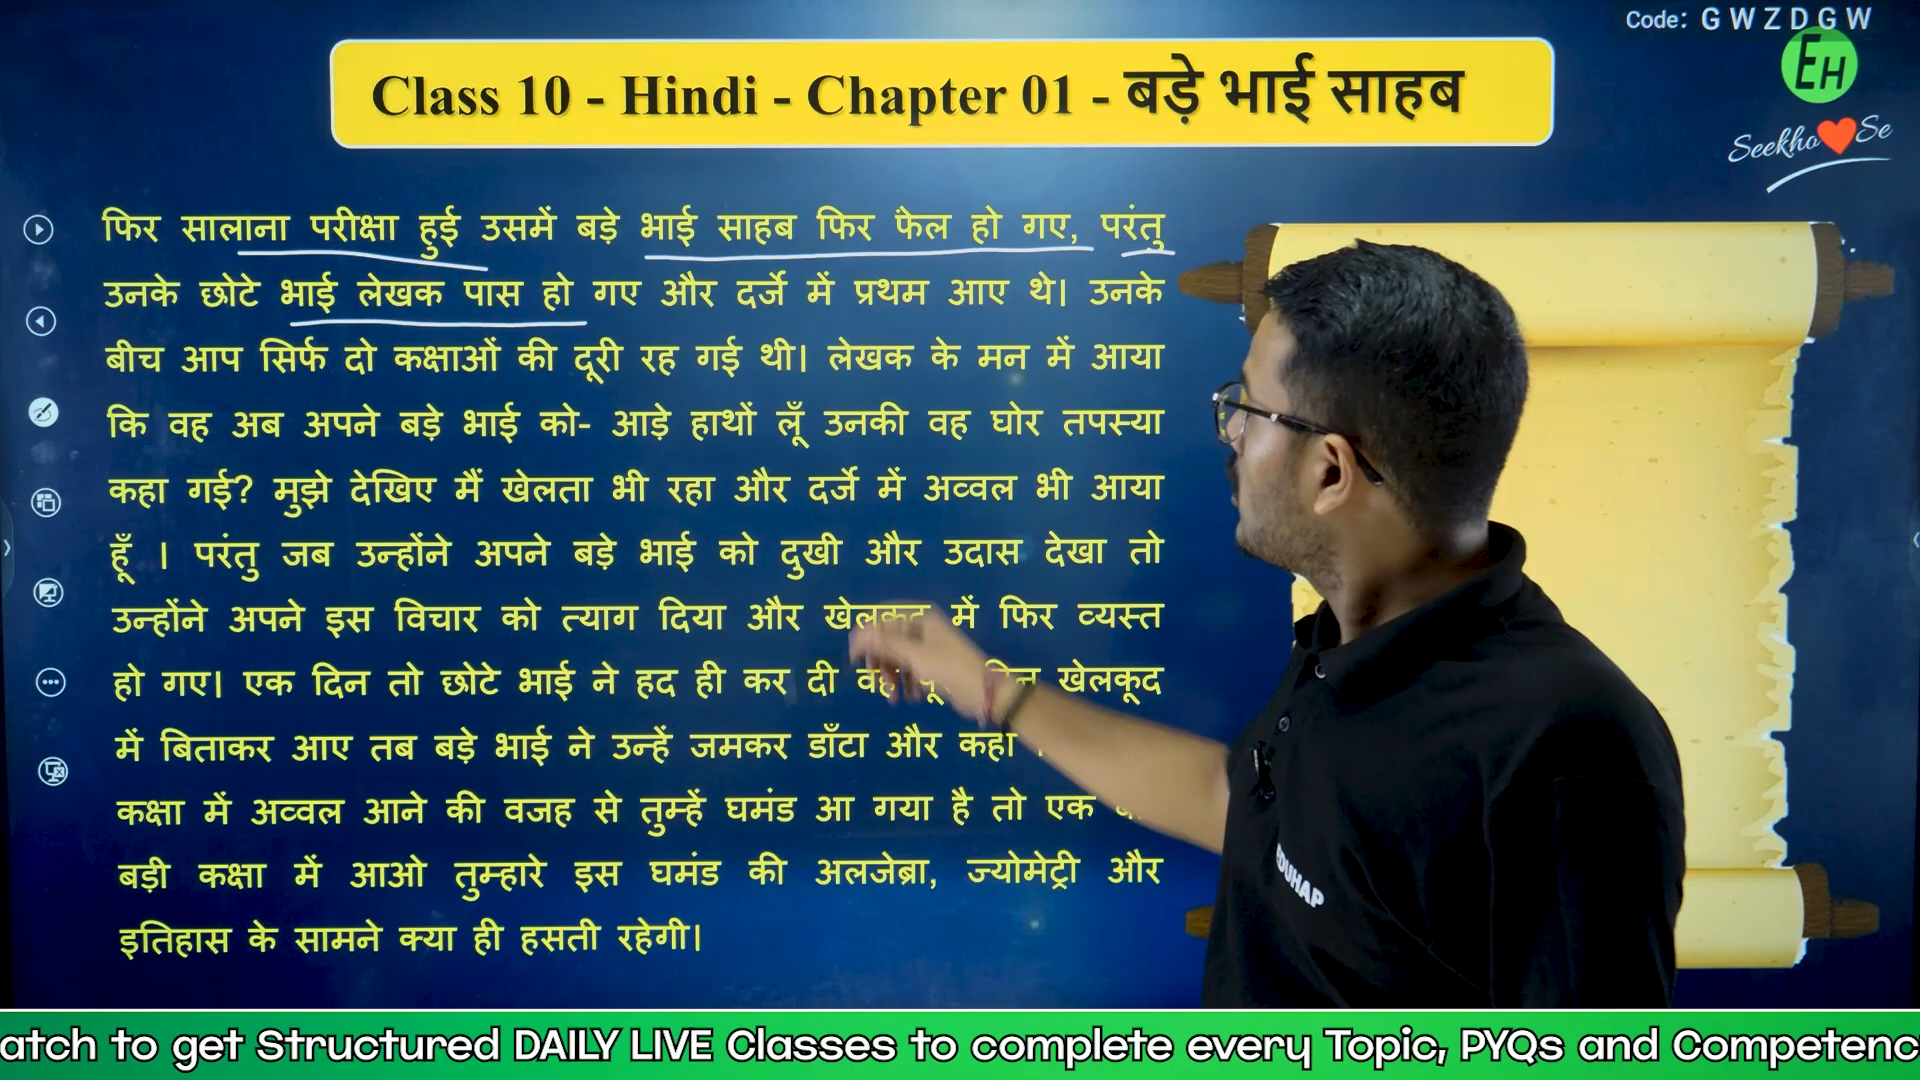 Code: G W Z D G W
EH
Class 10 - Hindi - Chapter 01 - बड़े भाई साहब
Seekho ❤ Se
फिर सालाना परीक्षा हुई उसमें बड़े भाई साहब फिर फैल हो गए, परंतु
उनके छोटे भाई लेखक पास हो गए और दर्जे में प्रथम आए थे। उनके
बीच आप सिर्फ दो कक्षाओं की दूरी रह गई थी। लेखक के मन में आया
कि वह अब अपने बड़े भाई को- आड़े हाथों लूँ उनकी वह घोर तपस्या
कहा गई? मुझे देखिए मैं खेलता भी रहा और दर्जे में अव्वल भी आया
हूँ । परंतु जब उन्होंने अपने बड़े भाई को दुखी और उदास देखा तो
उन्होंने अपने इस विचार को त्याग दिया और खेलकूद में फिर व्यस्त
हो गए। एक दिन तो छोटे भाई ने हद ही कर दी खेलकूद
में बिताकर आए तब बड़े भाई ने उन्हें जमकर डाँटा और कहा
कक्षा में अव्वल आने की वजह से तुम्हें घमंड आ गया है तो एक
बड़ी कक्षा में आओ तुम्हारे इस घमंड की अलजेब्रा, ज्योमेट्री और
इतिहास के सामने क्या ही हसती रहेगी।
EDUHAP
atch to get Structured DAILY LIVE Classes to complete every Topic, PYQs and Competenc